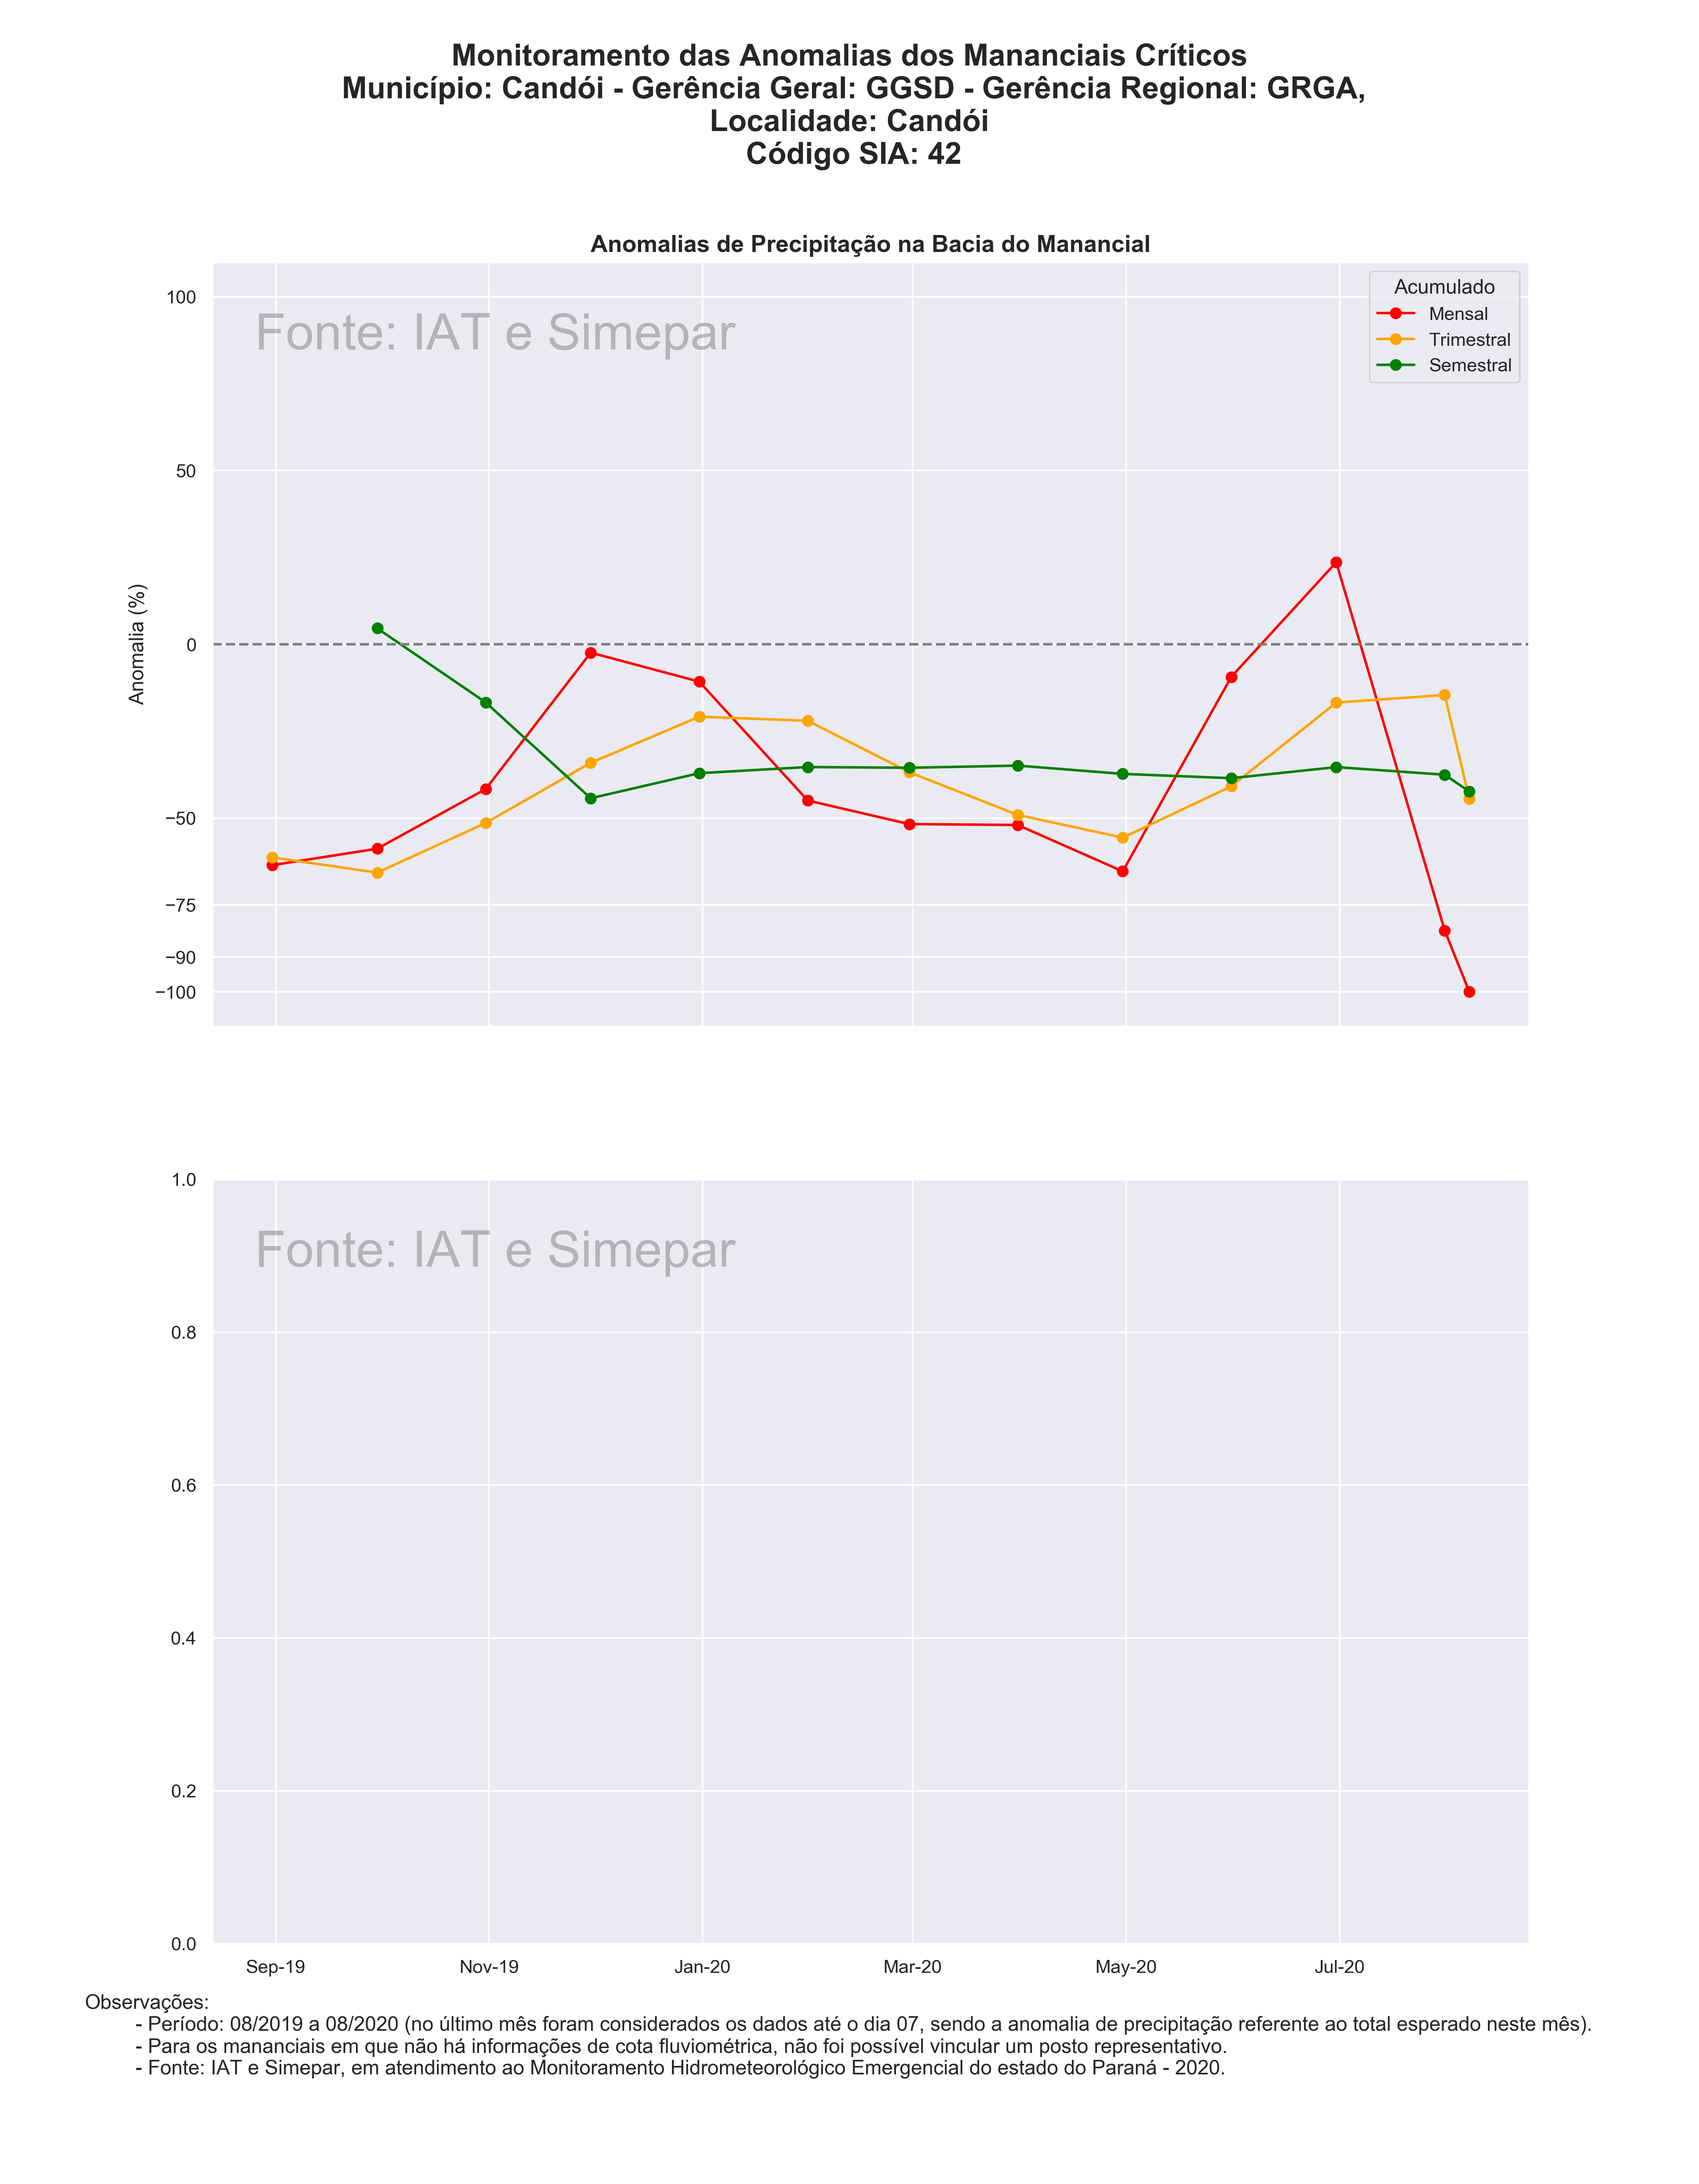 Monitoramento das Anomalias dos Mananciais Críticos
Município: Candói - Gerência Geral: GGSD - Gerência Regional: GRGA,
Localidade: Candói
Código SIA: 42
Anomalias de Precipitação na Bacia do Manancial
Fonte: IAT e Simepar
Acumulado
Mensal
Trimestral
Semestral
Anomalia (%)
100
50
0
−50
−75
−90
−100
Fonte: IAT e Simepar
1.0
0.8
0.6
0.4
0.2
0.0
Sep-19 Nov-19 Jan-20 Mar-20 May-20 Jul-20
Observações:
- Período: 08/2019 a 08/2020 (no último mês foram considerados os dados até o dia 07, sendo a anomalia de precipitação referente ao total esperado neste mês).
- Para os mananciais em que não há informações de cota fluviométrica, não foi possível vincular um posto representativo.
- Fonte: IAT e Simepar, em atendimento ao Monitoramento Hidrometeorológico Emergencial do estado do Paraná - 2020.